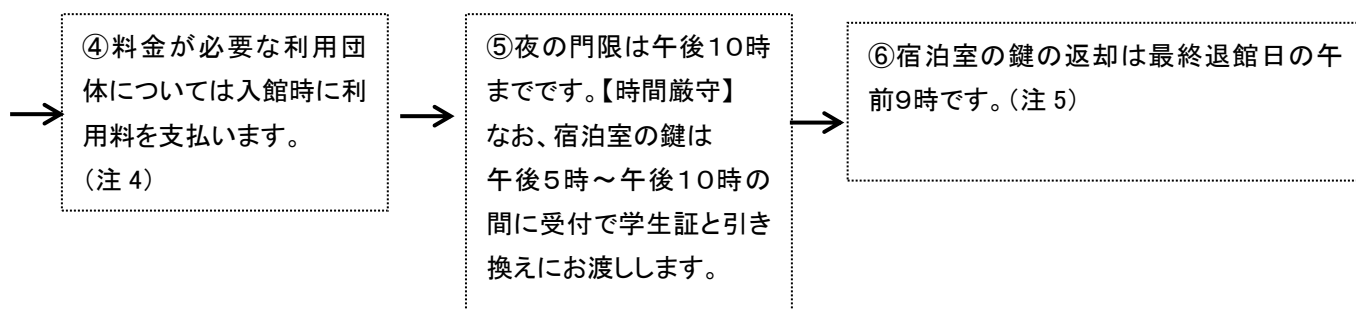 ④料金が必要な利用団
体については入館時に利
用料を支払います。
(注 4)
⑤夜の門限は午後10時
までです。【時間厳守】
なお、宿泊室の鍵は
午後5時～午後10時の
間に受付で学生証と引き
換えにお渡しします。
⑥宿泊室の鍵の返却は最終退館日の午
前9時です。(注 5)